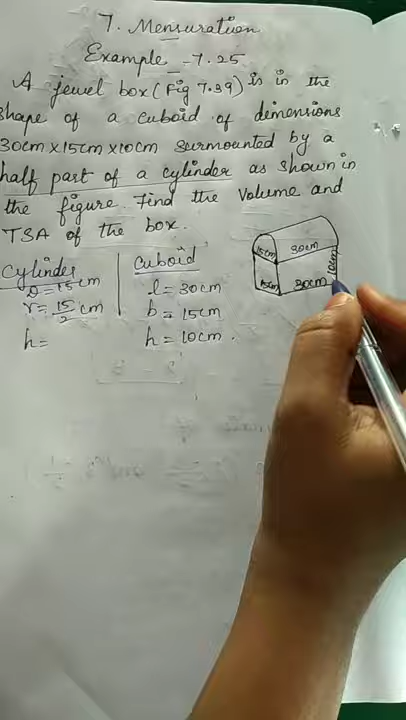 7. Mensuration
Example - 7.25
A jewel box (Fig 7.39) is in the
shape of a cuboid of dimensions
30cm x 15cm x 10cm surmounted by a
half part of a cylinder as shown in
the figure. Find the volume and
TSA of the box.
Cylinder
D = 15cm
r = 15/2 cm
h =
Cuboid
l = 30cm
b = 15cm
h = 10cm.
15cm 30cm
10cm
15cm 30cm